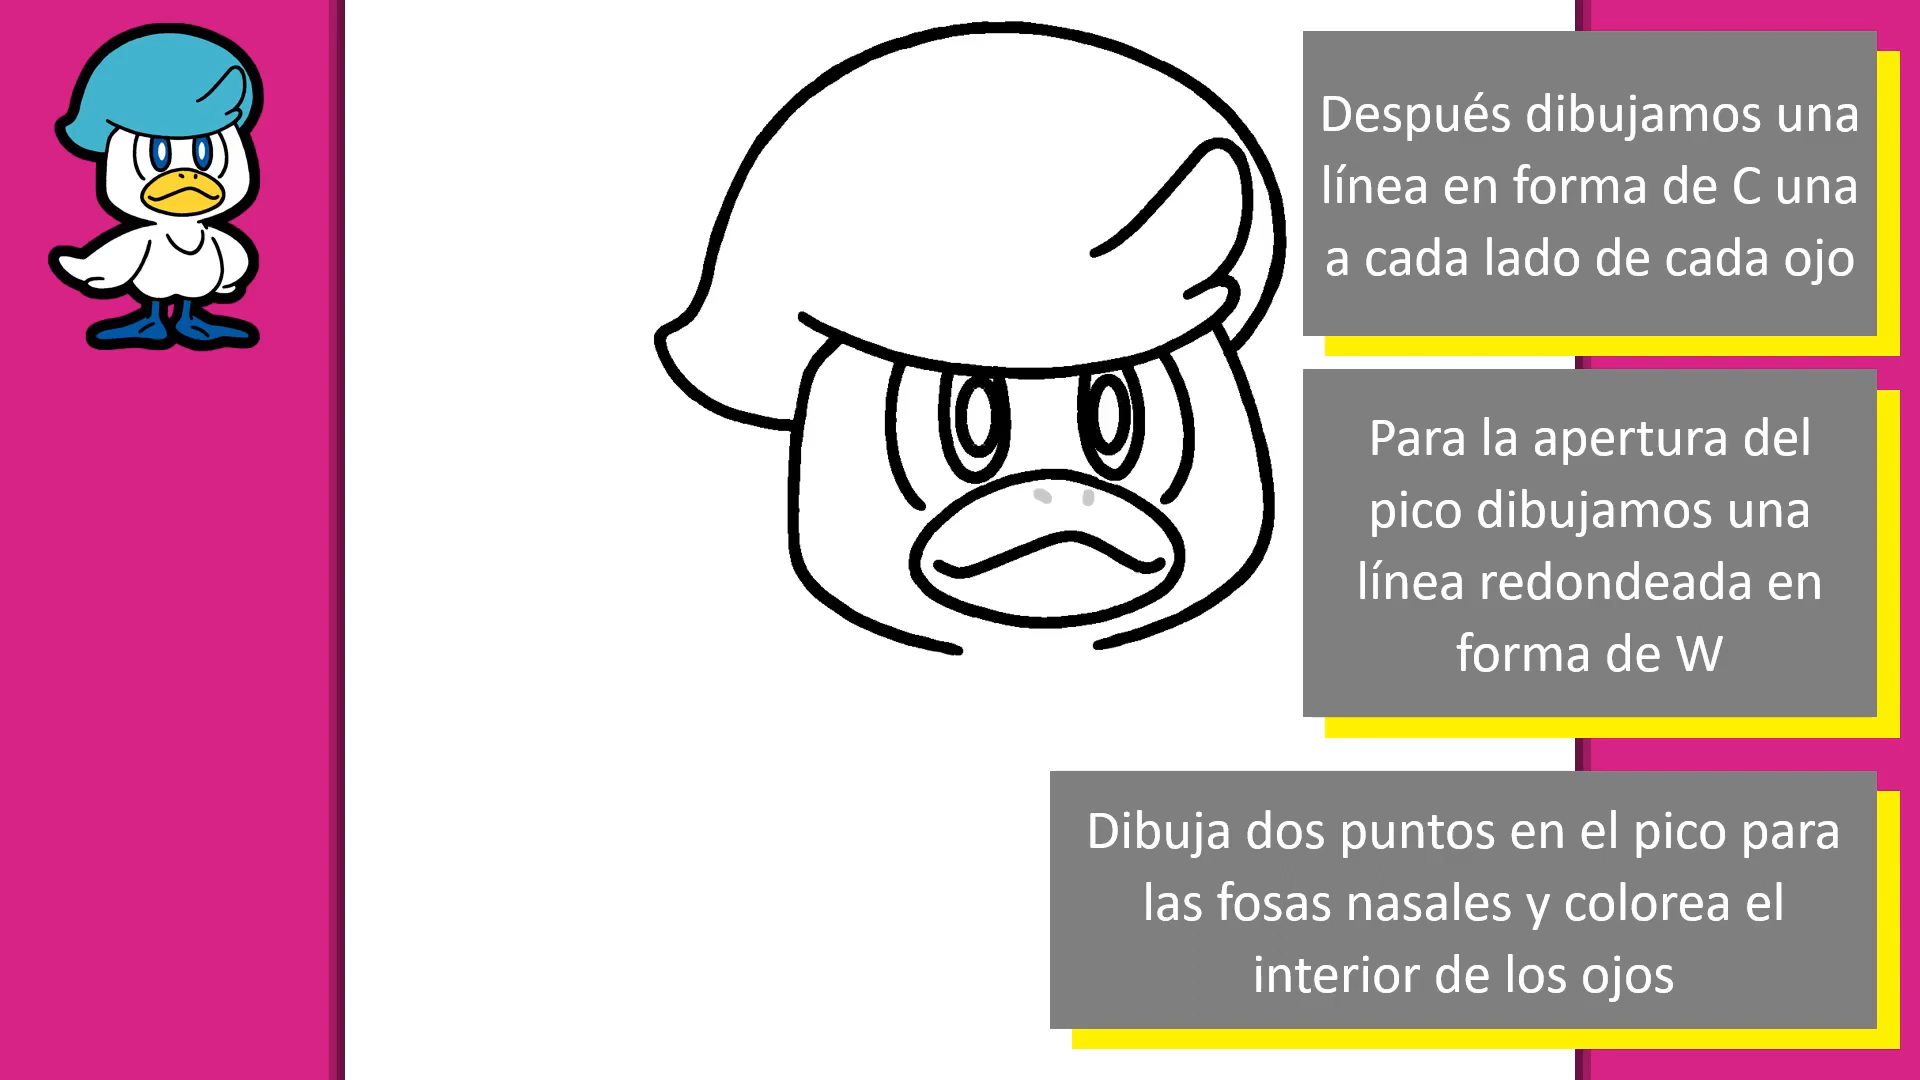 Después dibujamos una
línea en forma de C una
a cada lado de cada ojo
Para la apertura del
pico dibujamos una
línea redondeada en
forma de W
Dibuja dos puntos en el pico para
las fosas nasales y colorea el
interior de los ojos